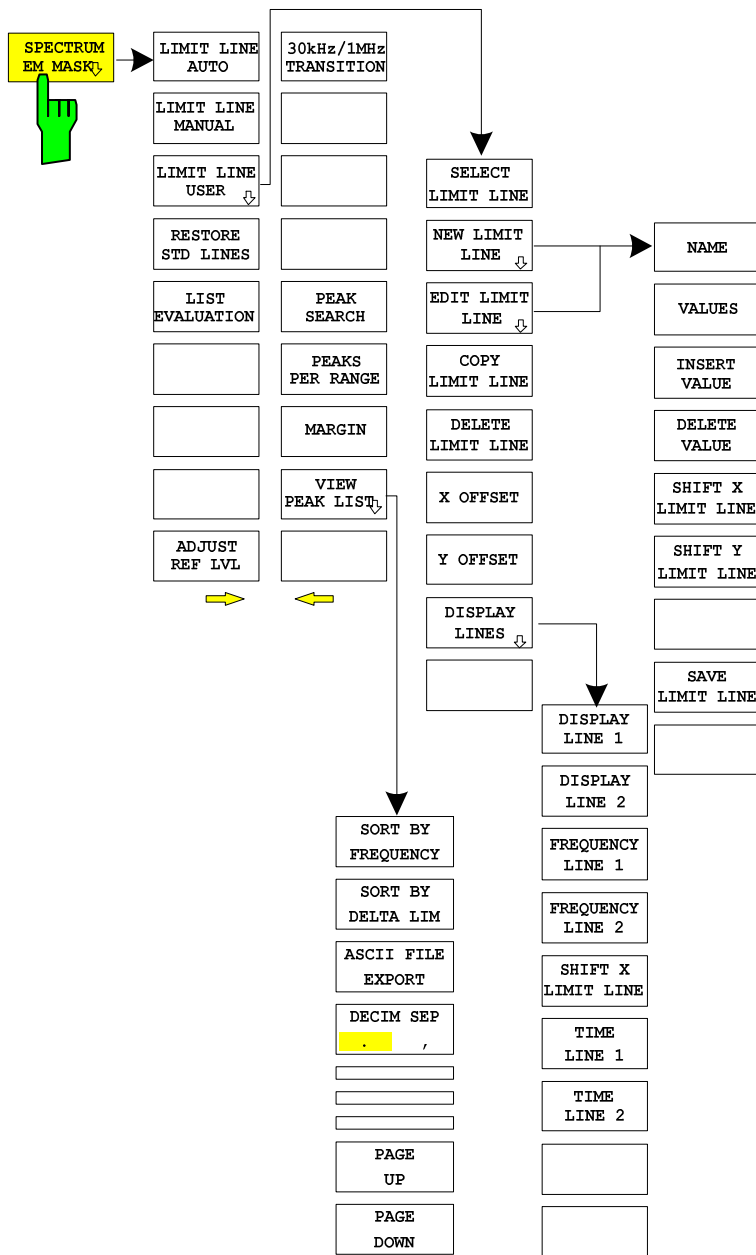 SPECTRUM
EM MASK
LIMIT LINE
AUTO
LIMIT LINE
MANUAL
LIMIT LINE
USER
RESTORE
STD LINES
LIST
EVALUATION
ADJUST
REF LVL
30kHz/1MHz
TRANSITION
PEAK
SEARCH
PEAKS
PER RANGE
MARGIN
VIEW
PEAK LIST
SELECT
LIMIT LINE
NEW LIMIT
LINE
EDIT LIMIT
LINE
COPY
LIMIT LINE
DELETE
LIMIT LINE
X OFFSET
Y OFFSET
DISPLAY
LINES
NAME
VALUES
INSERT
VALUE
DELETE
VALUE
SHIFT X
LIMIT LINE
SHIFT Y
LIMIT LINE
SAVE
LIMIT LINE
DISPLAY
LINE 1
DISPLAY
LINE 2
FREQUENCY
LINE 1
FREQUENCY
LINE 2
SHIFT X
LIMIT LINE
TIME
LINE 1
TIME
LINE 2
SORT BY
FREQUENCY
SORT BY
DELTA LIM
ASCII FILE
EXPORT
DECIM SEP
. ,
PAGE
UP
PAGE
DOWN